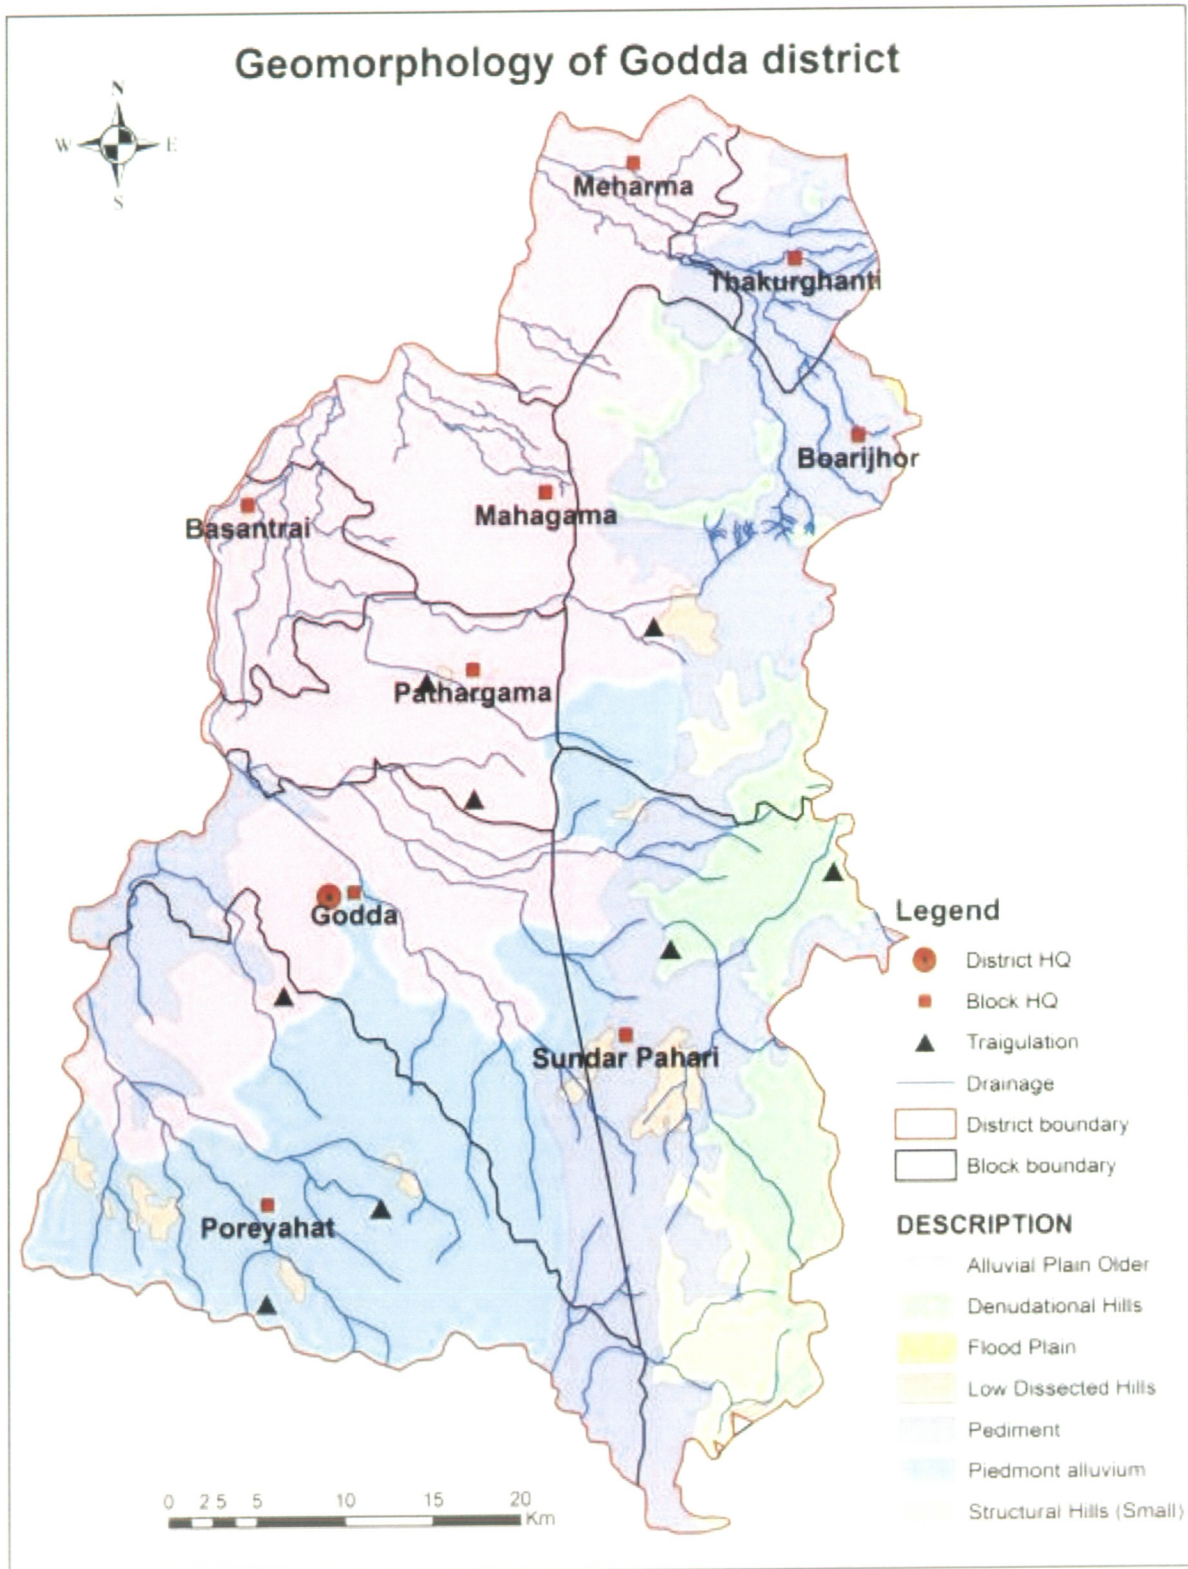 Geomorphology of Godda district
N
W E
S
Meharma
Thakurghanti
Boarijhor
Mahagama
Basantrai
Pathargama
Godda
Sundar Pahari
Poreyahat
Legend
District HQ
Block HQ
Traigulation
Drainage
District boundary
Block boundary
DESCRIPTION
Alluvial Plain Older
Denudational Hills
Flood Plain
Low Dissected Hills
Pediment
Piedmont alluvium
Structural Hills (Small)
0 2.5 5 10 15 20
Km